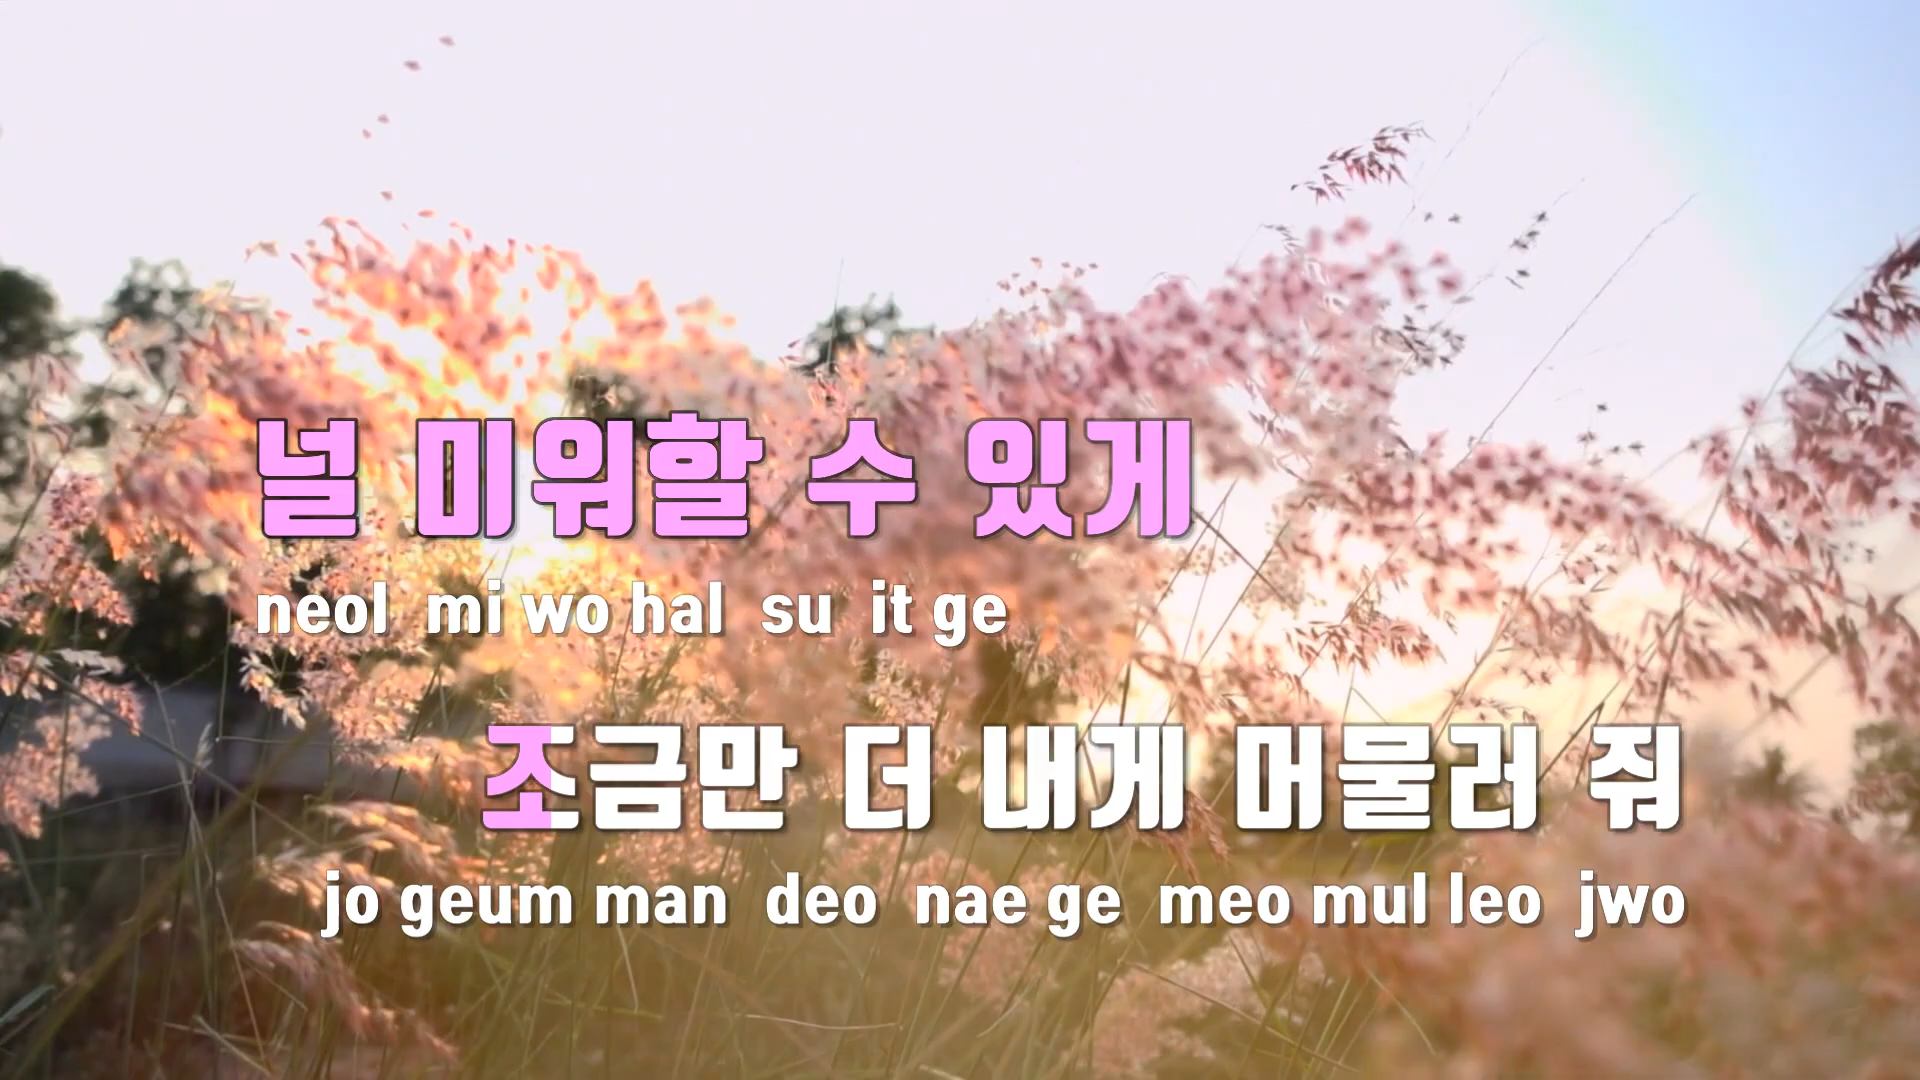 널 미워할 수 있게
neol mi wo hal su it ge
조금만 더 내게 머물러 줘
jo geum man deo nae ge meo mul leo jwo